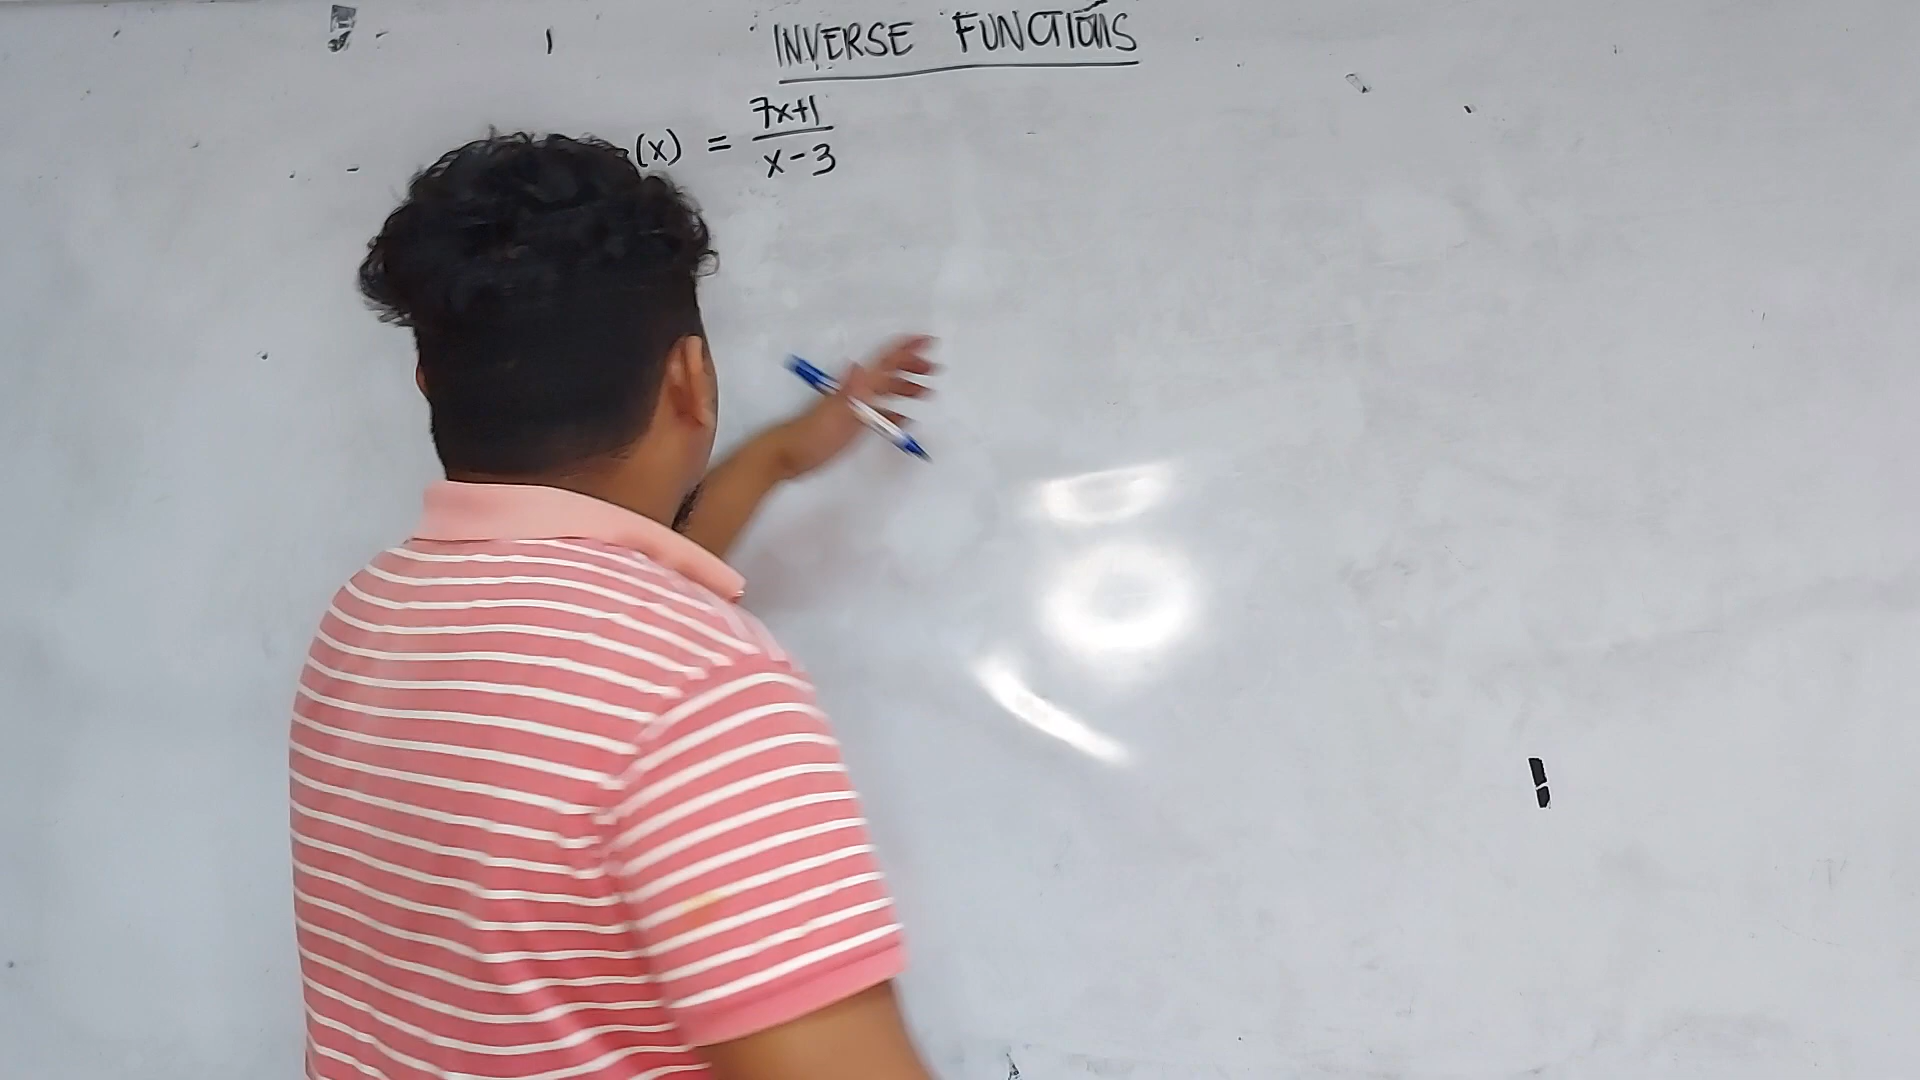 INVERSE FUNCTIONS
(x) = 7x+1
x-3